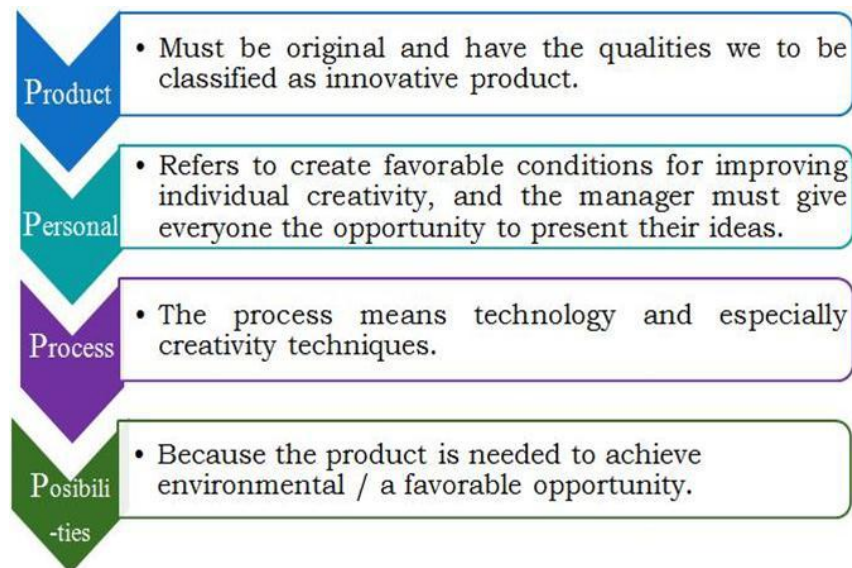 Product
• Must be original and have the qualities we to be
classified as innovative product.
Personal
• Refers to create favorable conditions for improving
individual creativity, and the manager must give
everyone the opportunity to present their ideas.
Process
• The process means technology and especially
creativity techniques.
Posibili
-ties
• Because the product is needed to achieve
environmental / a favorable opportunity.